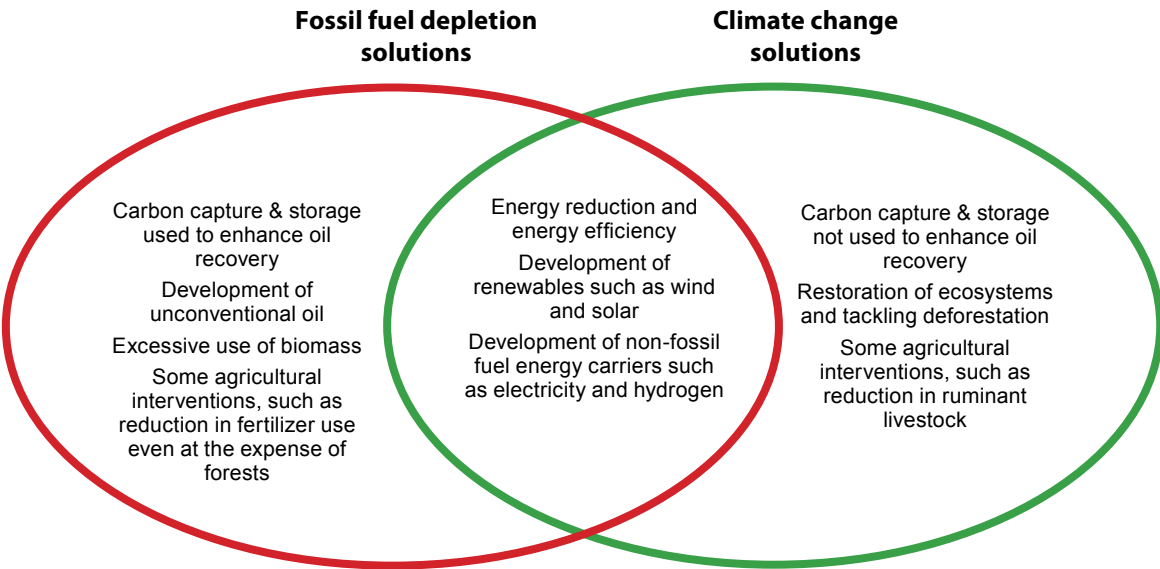 Fossil fuel depletion
solutions
Climate change
solutions
Carbon capture & storage
used to enhance oil
recovery
Development of
unconventional oil
Excessive use of biomass
Some agricultural
interventions, such as
reduction in fertilizer use
even at the expense of
forests
Energy reduction and
energy efficiency
Development of
renewables such as wind
and solar
Development of non-fossil
fuel energy carriers such
as electricity and hydrogen
Carbon capture & storage
not used to enhance oil
recovery
Restoration of ecosystems
and tackling deforestation
Some agricultural
interventions, such as
reduction in ruminant
livestock